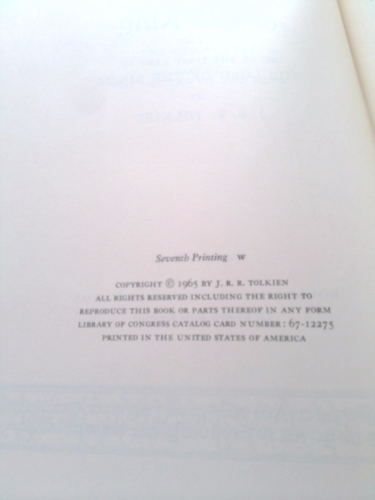 Seventh Printing W
COPYRIGHT © 1965 BY J. R. R. TOLKIEN
ALL RIGHTS RESERVED INCLUDING THE RIGHT TO
REPRODUCE THIS BOOK OR PARTS THEREOF IN ANY FORM
LIBRARY OF CONGRESS CATALOG CARD NUMBER: 67-12275
PRINTED IN THE UNITED STATES OF AMERICA